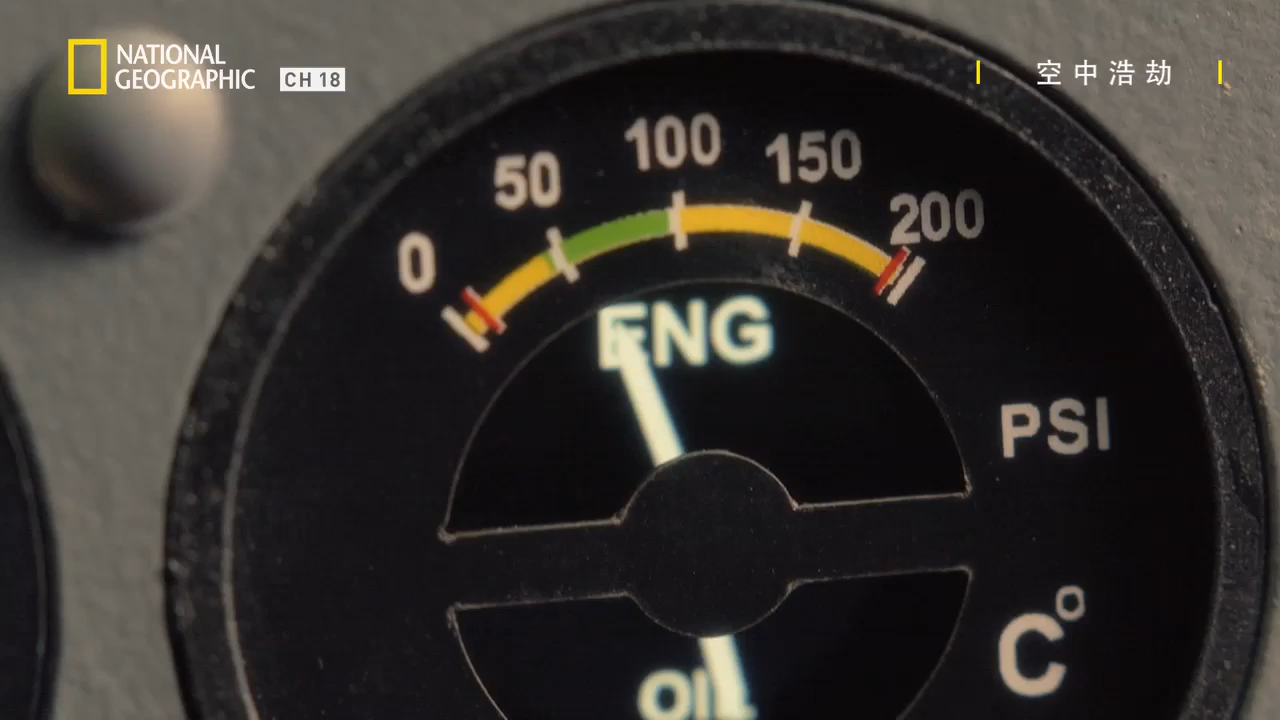 NATIONAL
GEOGRAPHIC
CH 18
空中浩劫
0
50
100
150
200
ENG
PSI
C°
OIL